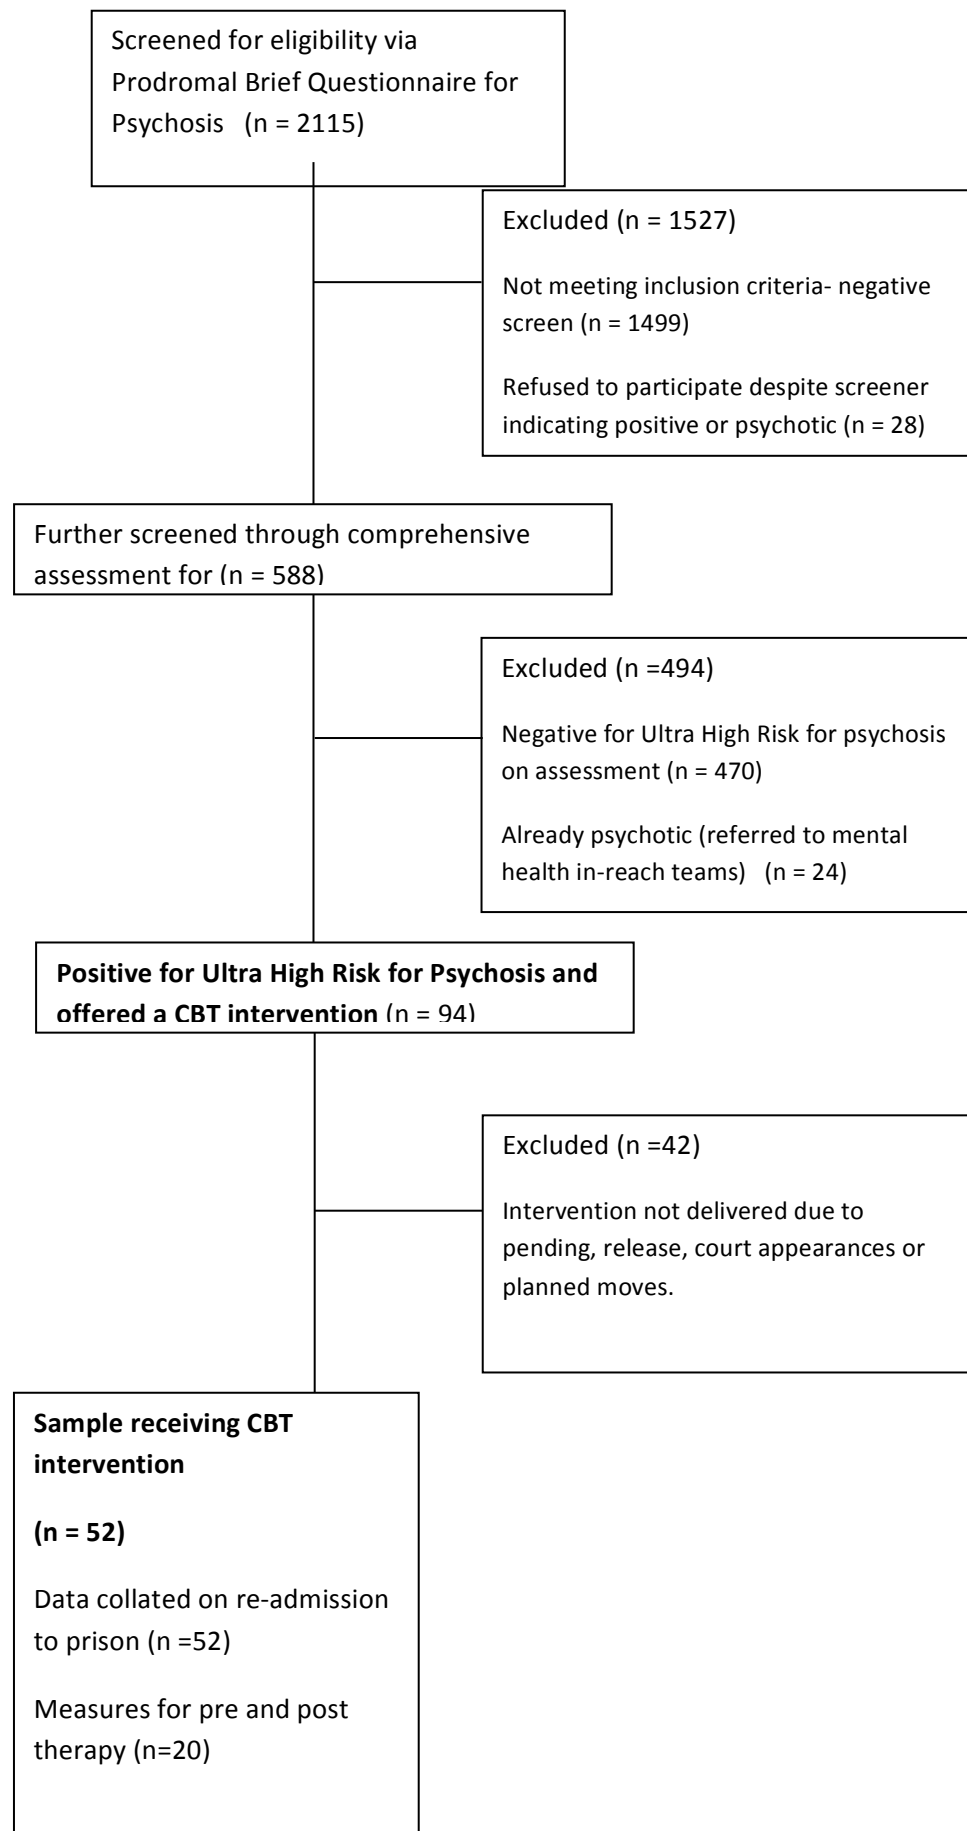 Screened for eligibility via
Prodromal Brief Questionnaire for
Psychosis   (n = 2115)
Excluded (n = 1527)
Not meeting inclusion criteria- negative
screen (n = 1499)
Refused to participate despite screener
indicating positive or psychotic (n = 28)
Further screened through comprehensive
assessment for (n = 588)
Excluded (n =494)
Negative for Ultra High Risk for psychosis
on assessment (n = 470)
Already psychotic (referred to mental
health in-reach teams)   (n = 24)
Positive for Ultra High Risk for Psychosis and
offered a CBT intervention (n = 94)
Excluded (n =42)
Intervention not delivered due to
pending, release, court appearances or
planned moves.
Sample receiving CBT
intervention
(n = 52)
Data collated on re-admission
to prison (n =52)
Measures for pre and post
therapy (n=20)